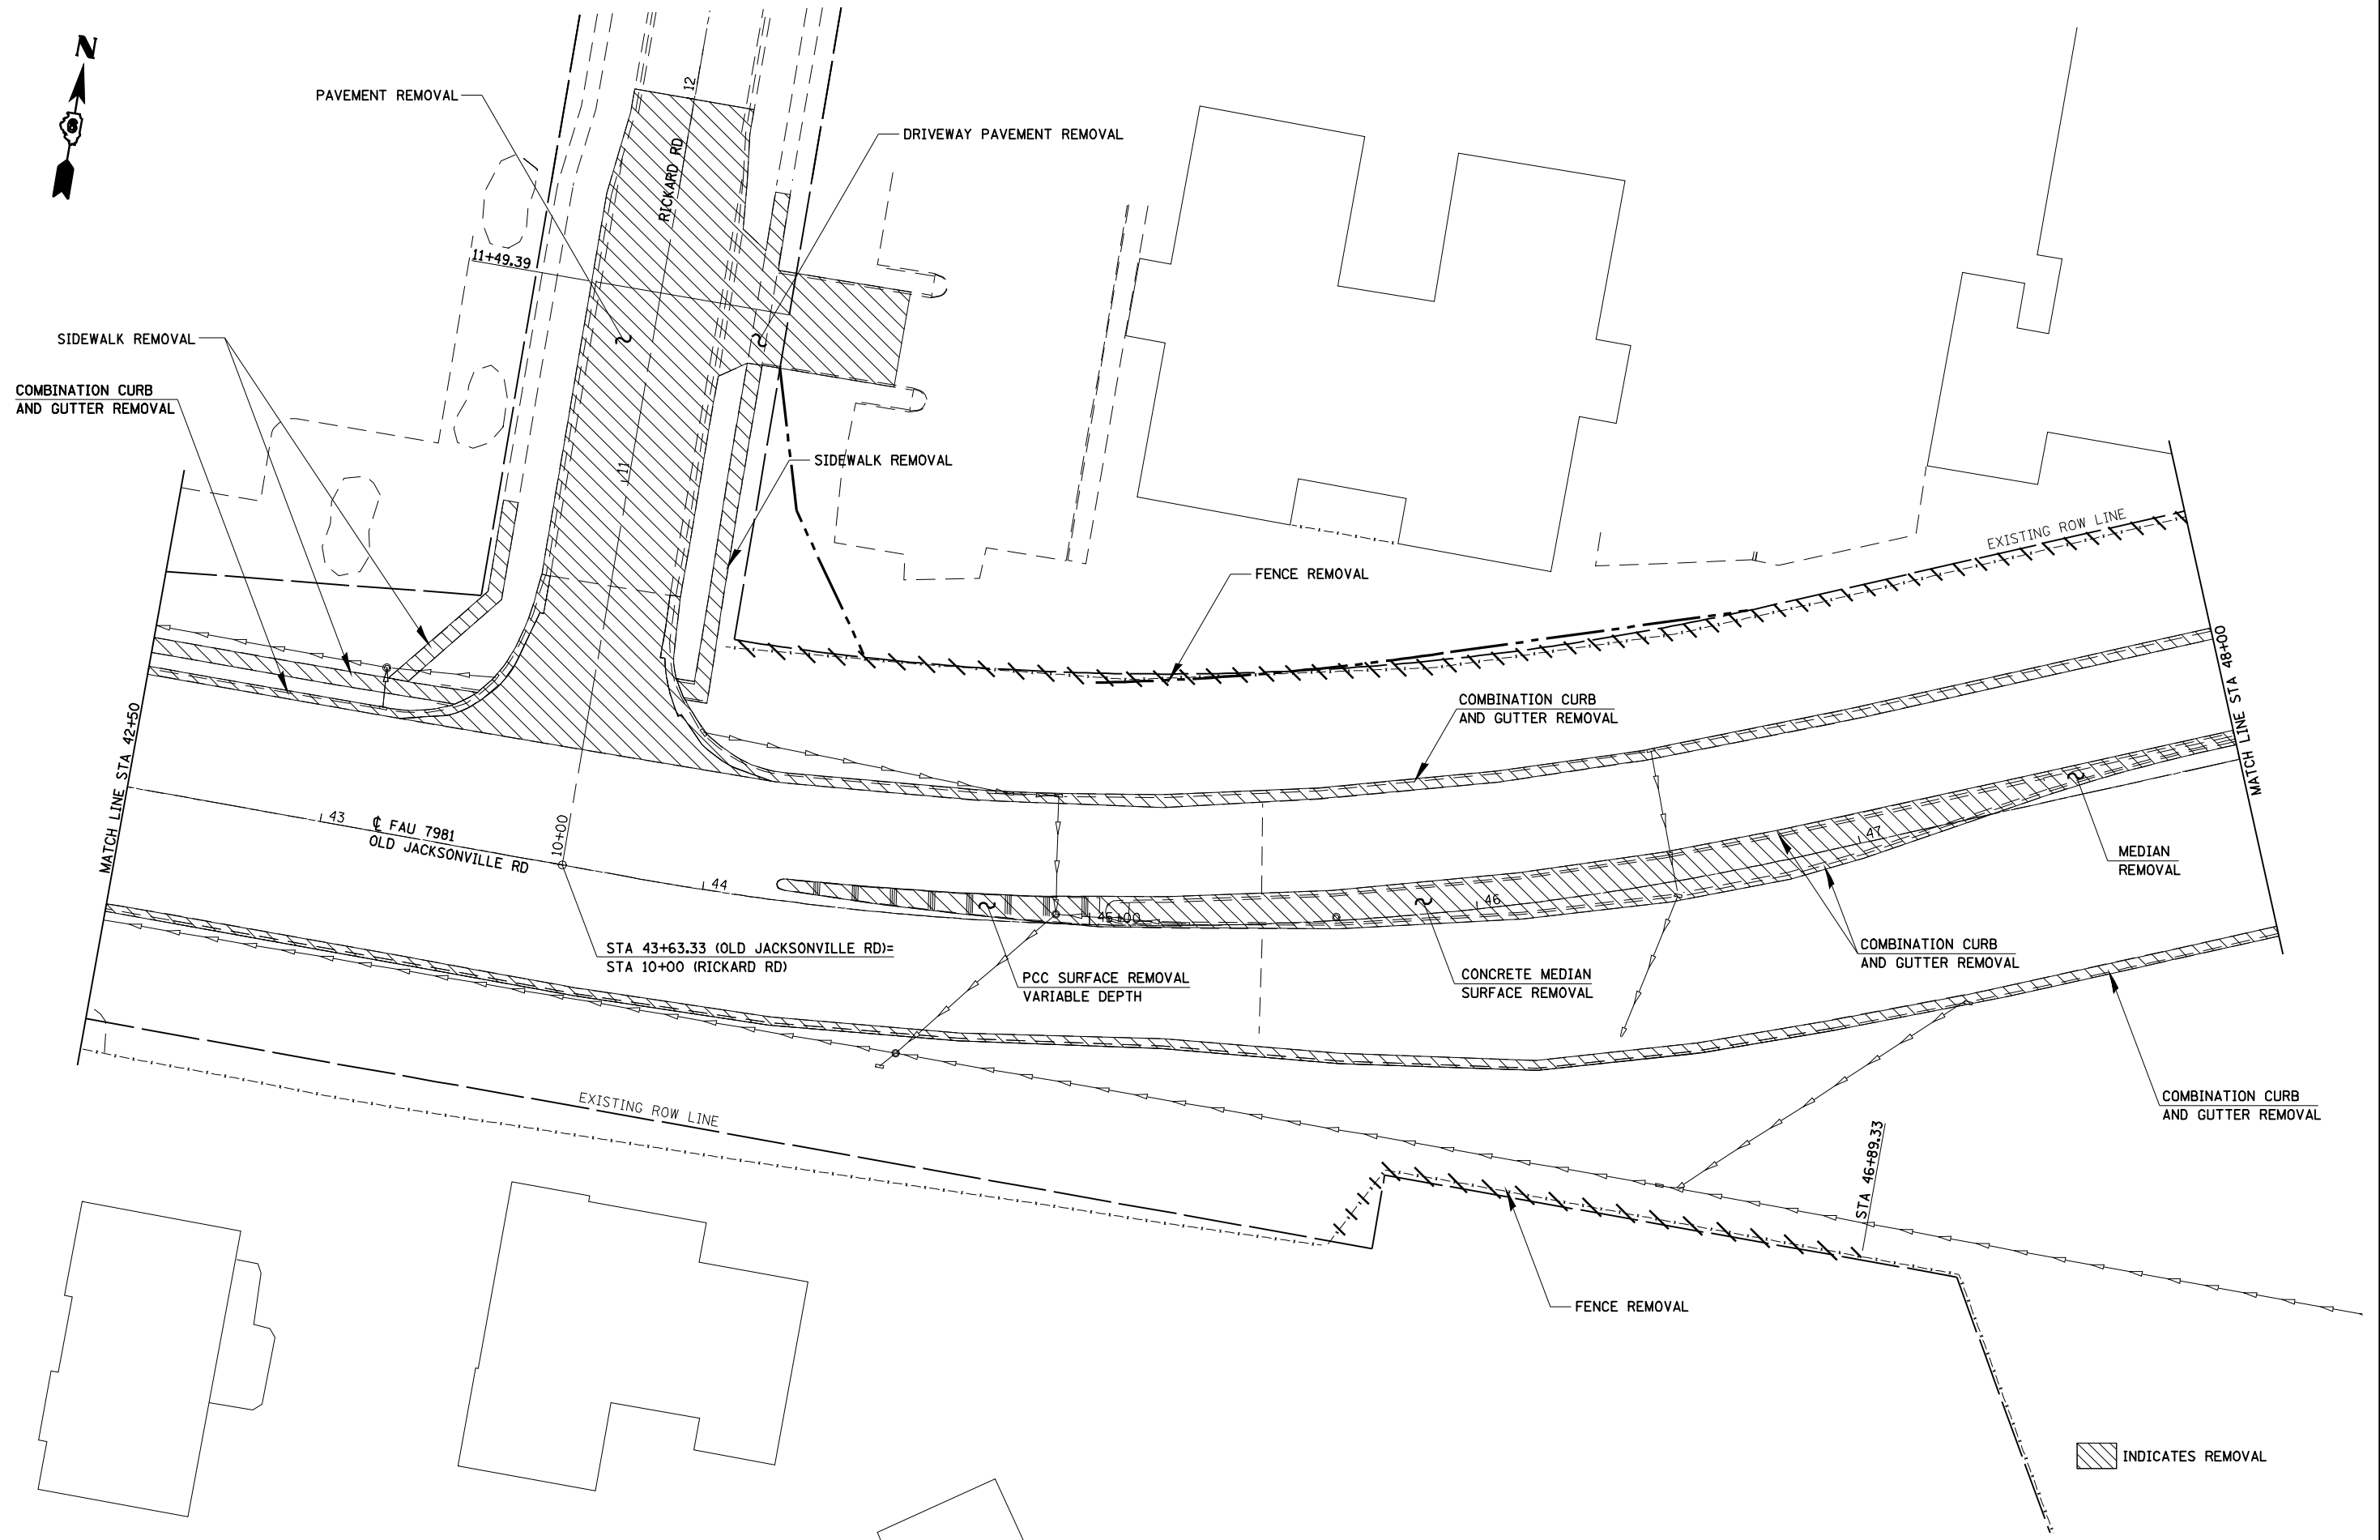 N
6
PAVEMENT REMOVAL
12
DRIVEWAY PAVEMENT REMOVAL
RICKARD RD
11+49.39
SIDEWALK REMOVAL
COMBINATION CURB
AND GUTTER REMOVAL
11
SIDEWALK REMOVAL
FENCE REMOVAL
EXISTING ROW LINE
MATCH LINE STA 48+00
COMBINATION CURB
AND GUTTER REMOVAL
MATCH LINE STA 42+50
43
℄ FAU 7981
OLD JACKSONVILLE RD
10+00
44
45+00
46
47
MEDIAN
REMOVAL
STA 43+63.33 (OLD JACKSONVILLE RD)=
STA 10+00 (RICKARD RD)
PCC SURFACE REMOVAL
VARIABLE DEPTH
CONCRETE MEDIAN
SURFACE REMOVAL
COMBINATION CURB
AND GUTTER REMOVAL
EXISTING ROW LINE
COMBINATION CURB
AND GUTTER REMOVAL
STA 46+89.33
FENCE REMOVAL
INDICATES REMOVAL